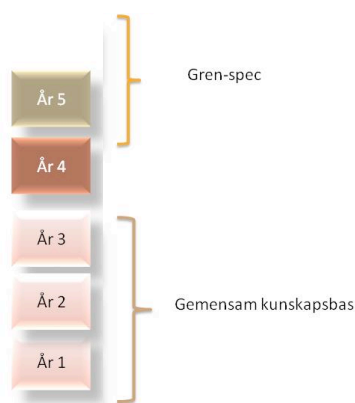 Gren-spec
År 5
År 4
År 3
År 2
Gemensam kunskapsbas
År 1